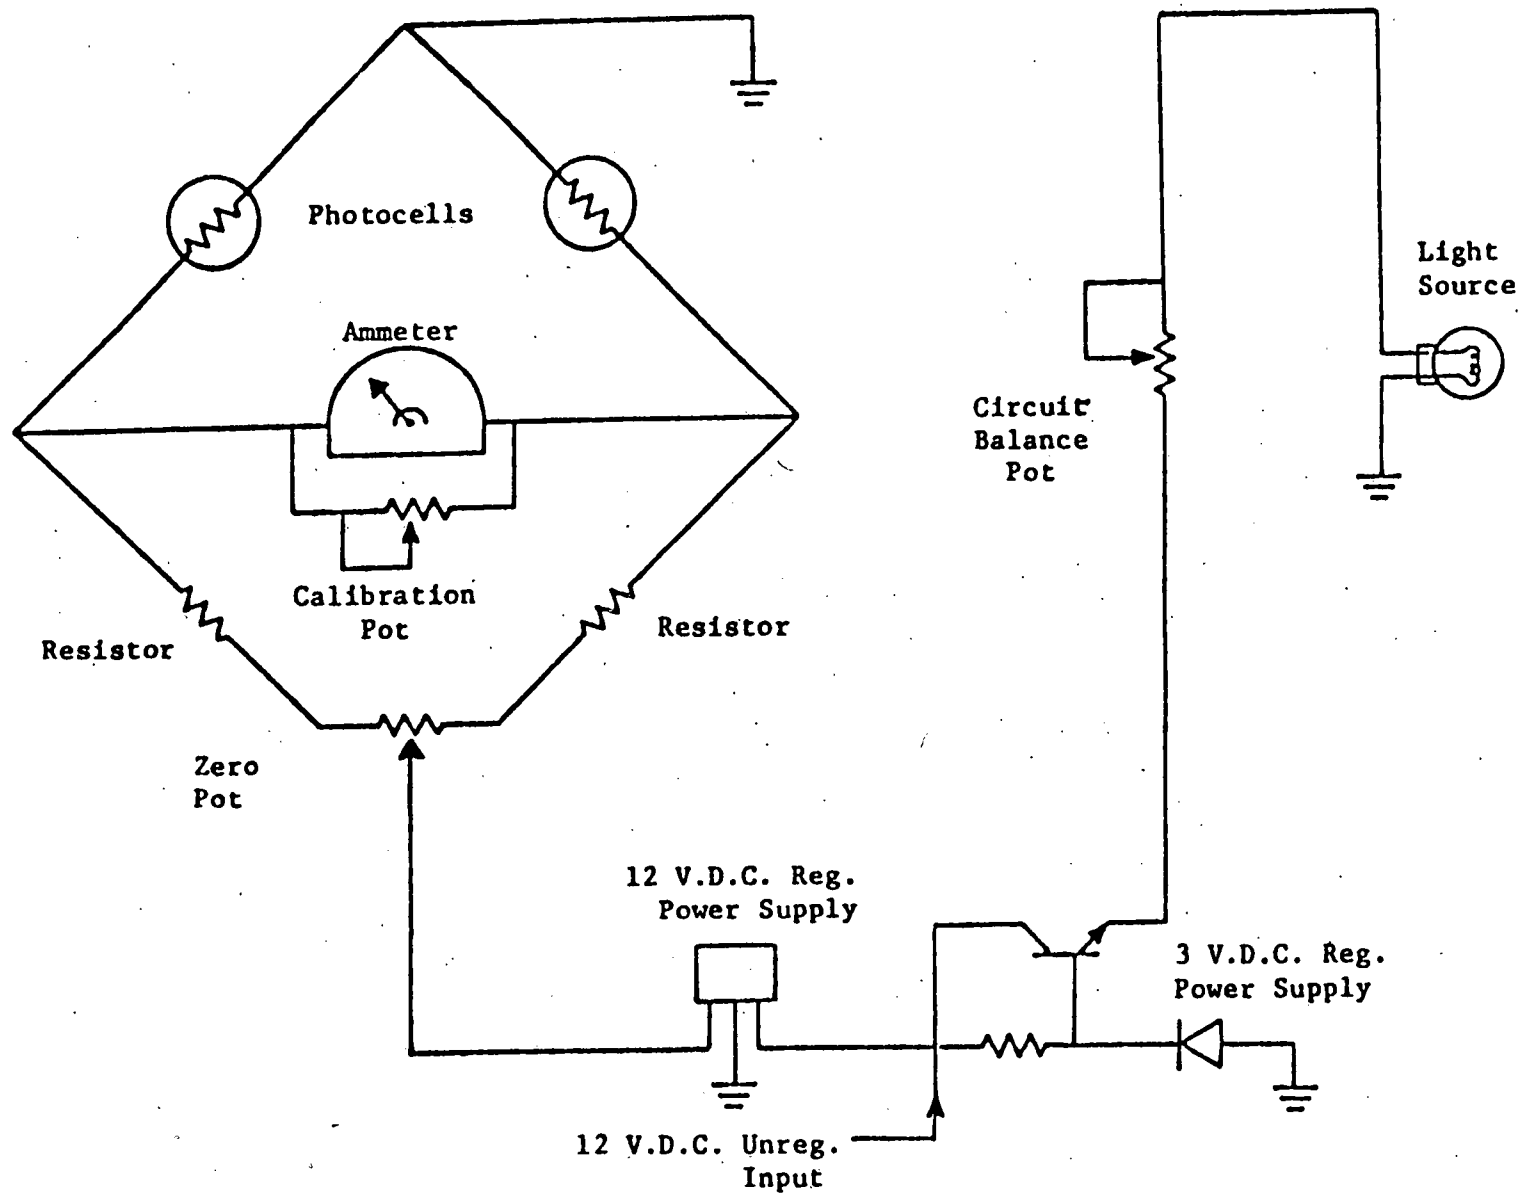 Photocells
Light
Source
Ammeter
Circuit
Balance
Pot
Calibration
Pot
Resistor
Resistor
Zero
Pot
12 V.D.C. Reg.
Power Supply
3 V.D.C. Reg.
Power Supply
12 V.D.C. Unreg.
Input